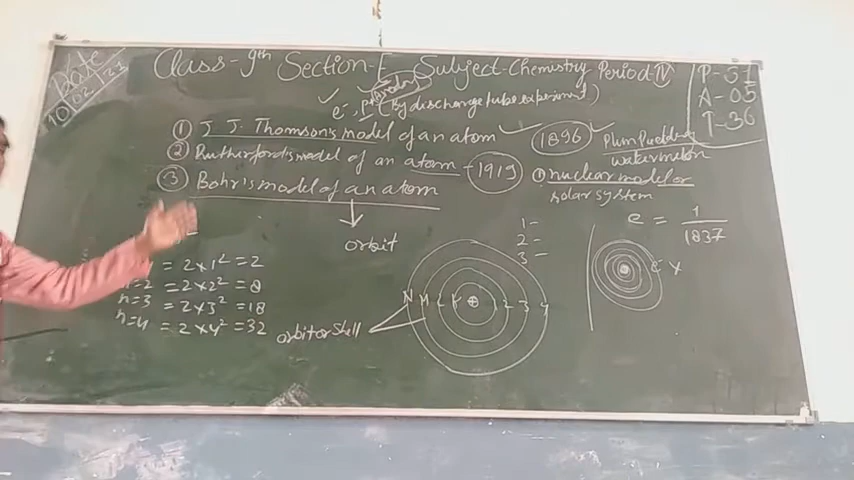 Date
10 02 21
Class-9th Section-E Subject-Chemistry Period-IV
P-31
A-05
T-36
e⁻, P⁺ (By discharge tube experiment)
① J.J. Thomson's model of an atom 1896 Plum Pudding
watermelon
② Rutherford's model of an atom - 1919 ① nuclear model or
solar system
③ Bohr's model of an atom
orbit
1-
2-
3-
e = 1/1837
= 2×1² = 2
n=2 = 2×2² = 8
n=3 = 2×3² = 18
n=4 = 2×4² = 32
N M L K + 1 2 3 4
orbit or shell
e⁻ x